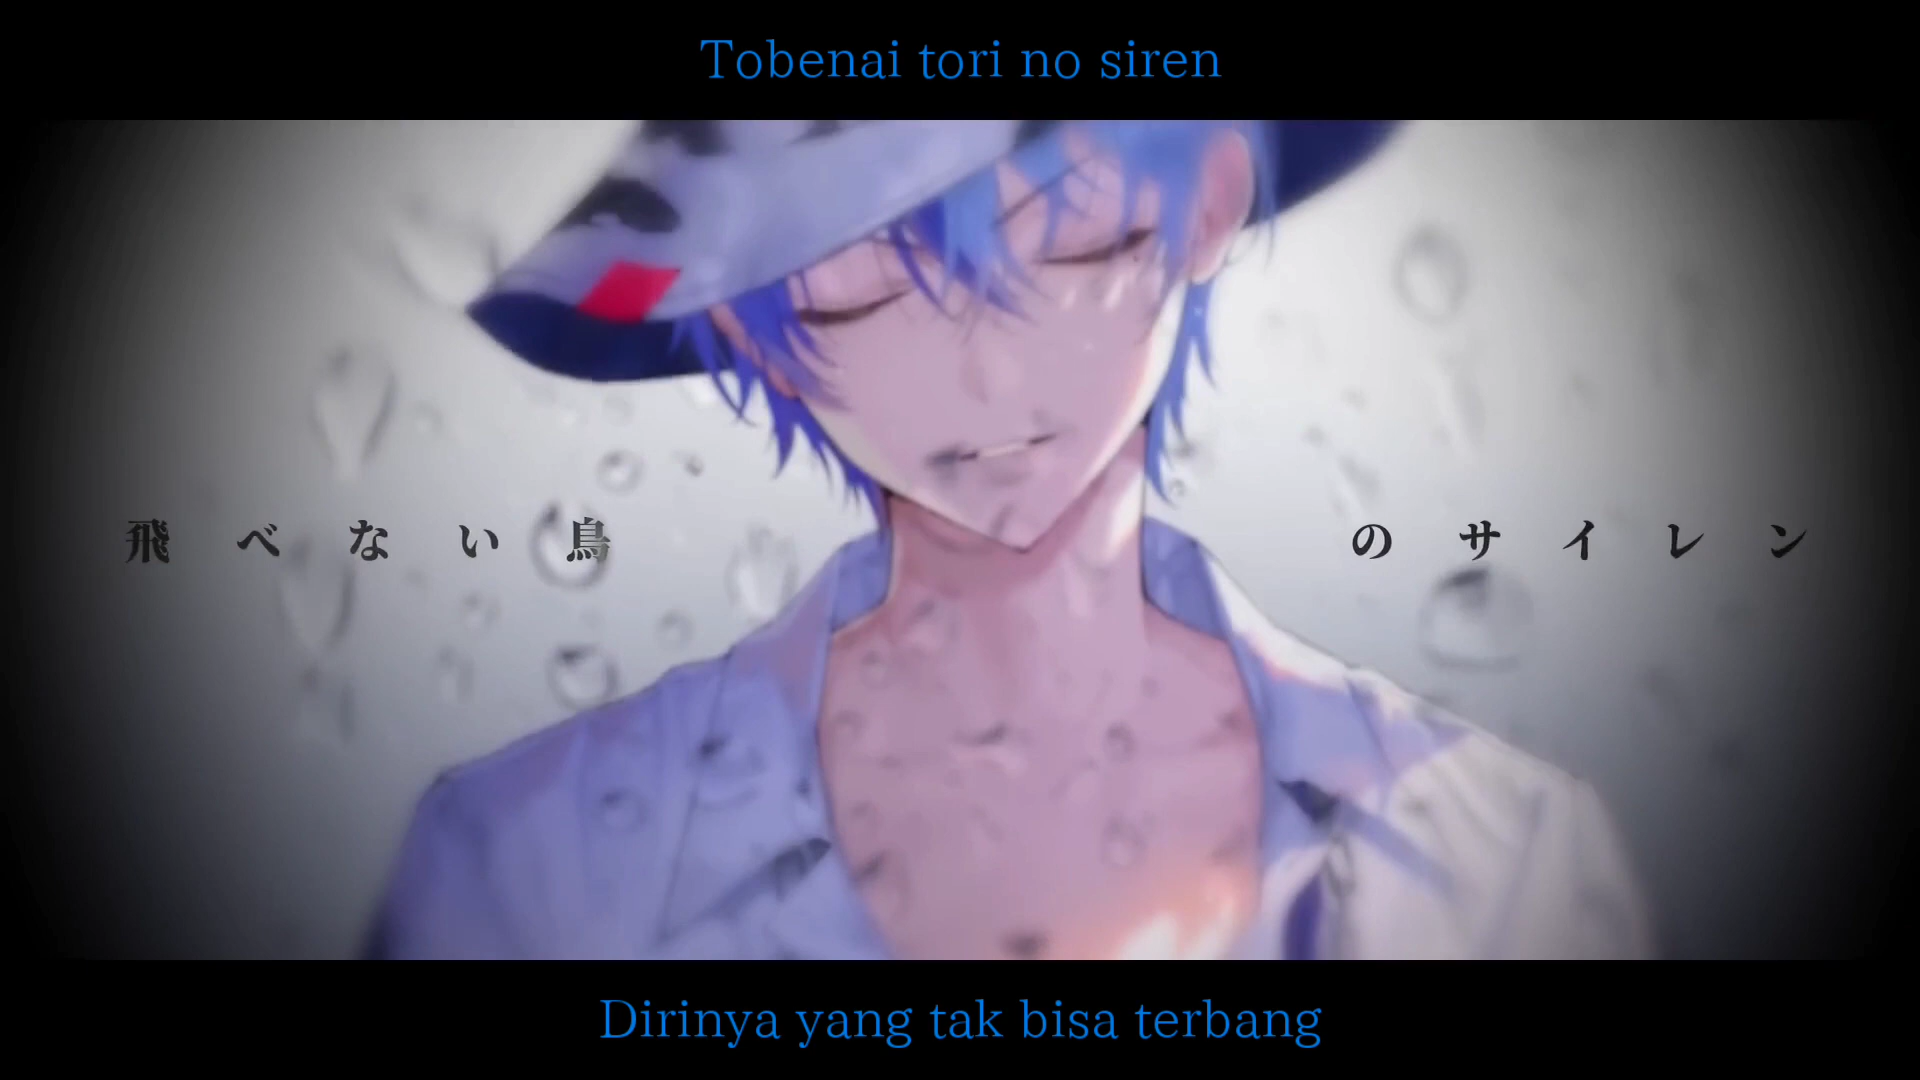 Tobenai tori no siren
飛べない鳥のサイレン
Dirinya yang tak bisa terbang